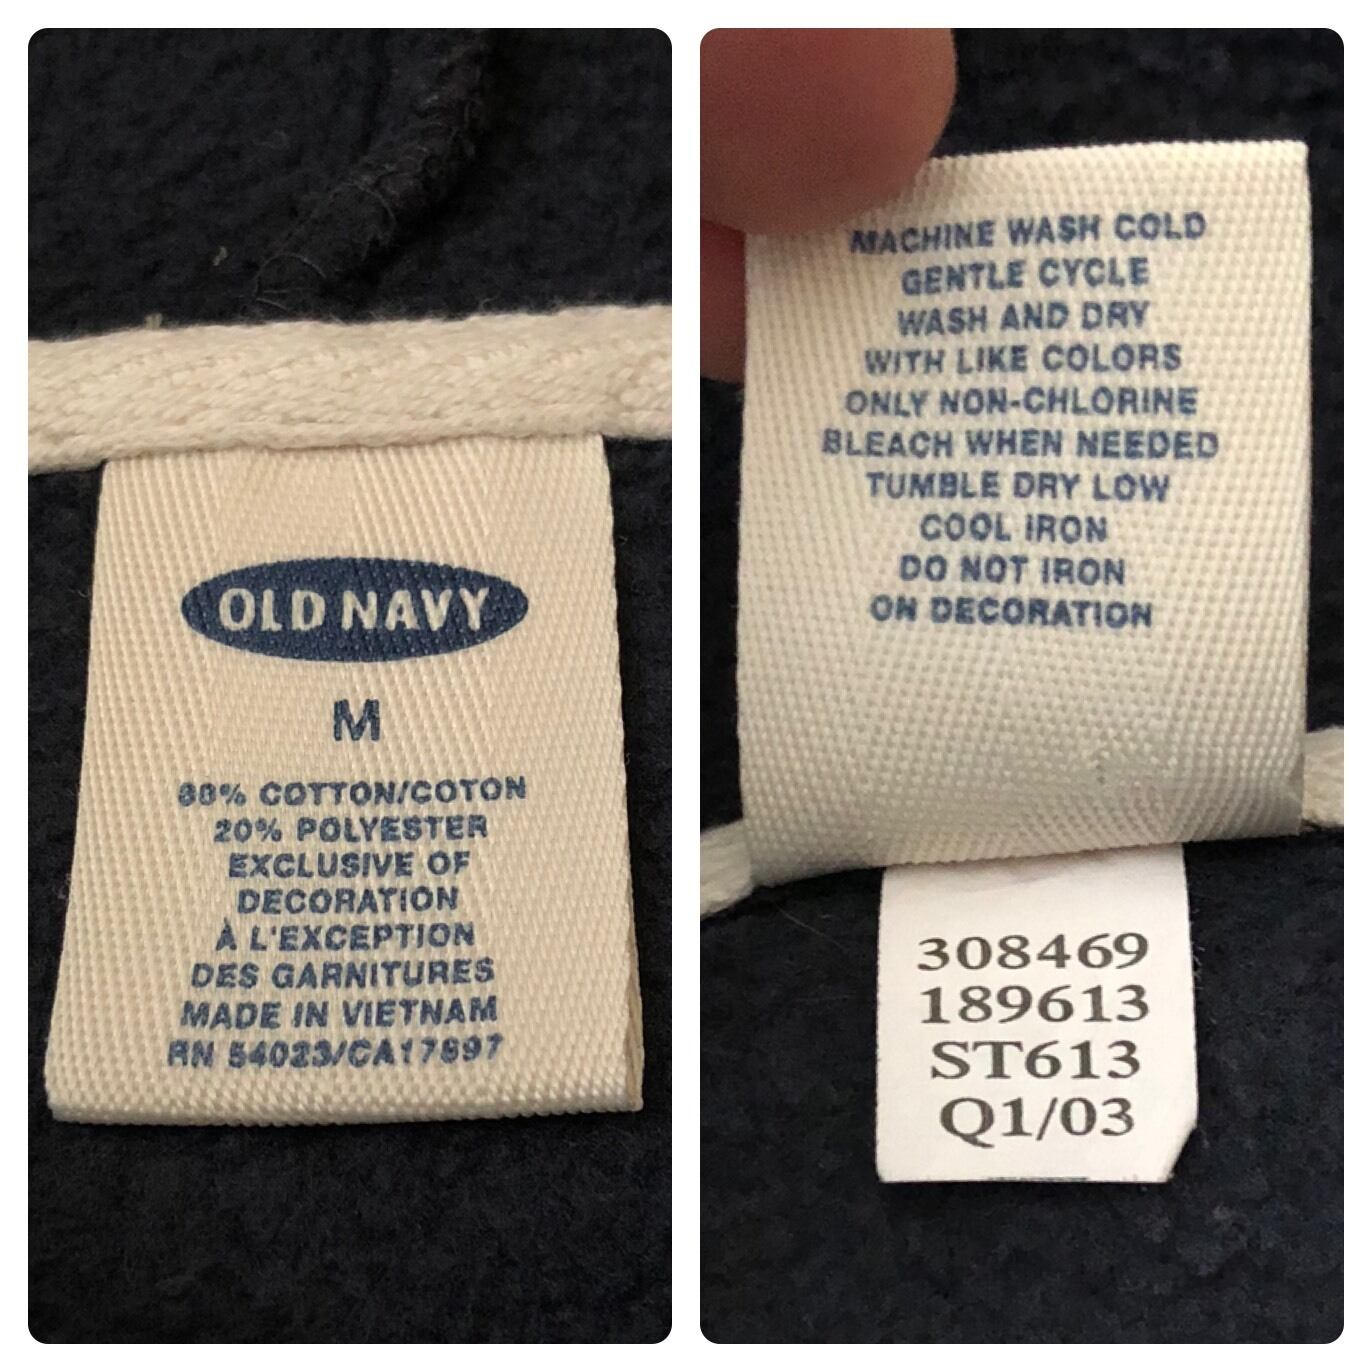 OLD NAVY
M
80% COTTON/COTON
20% POLYESTER
EXCLUSIVE OF
DECORATION
À L'EXCEPTION
DES GARNITURES
MADE IN VIETNAM
RN 54023/CA17897
MACHINE WASH COLD
GENTLE CYCLE
WASH AND DRY
WITH LIKE COLORS
ONLY NON-CHLORINE
BLEACH WHEN NEEDED
TUMBLE DRY LOW
COOL IRON
DO NOT IRON
ON DECORATION
308469
189613
ST613
Q1/03